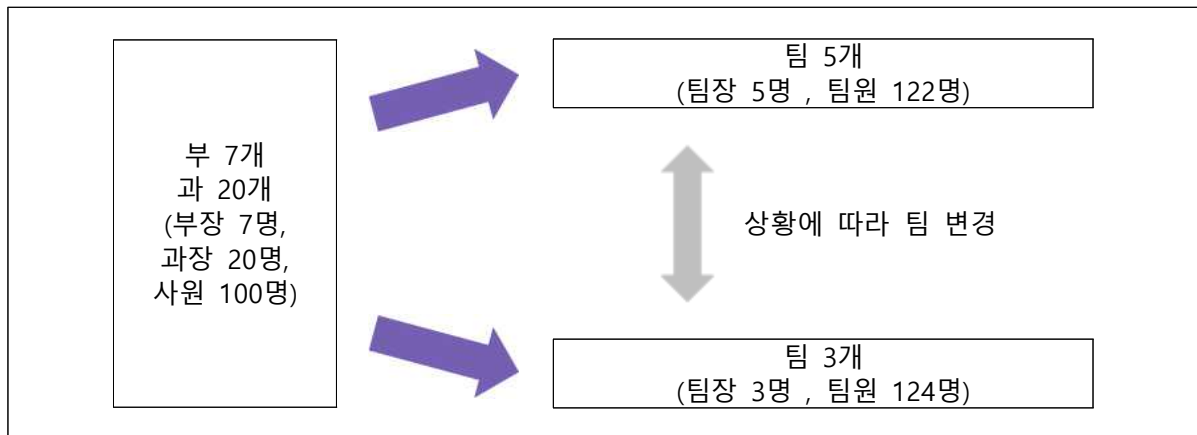 부 7개
과 20개
(부장 7명,
과장 20명,
사원 100명)
팀 5개
(팀장 5명 , 팀원 122명)
상황에 따라 팀 변경
팀 3개
(팀장 3명 , 팀원 124명)